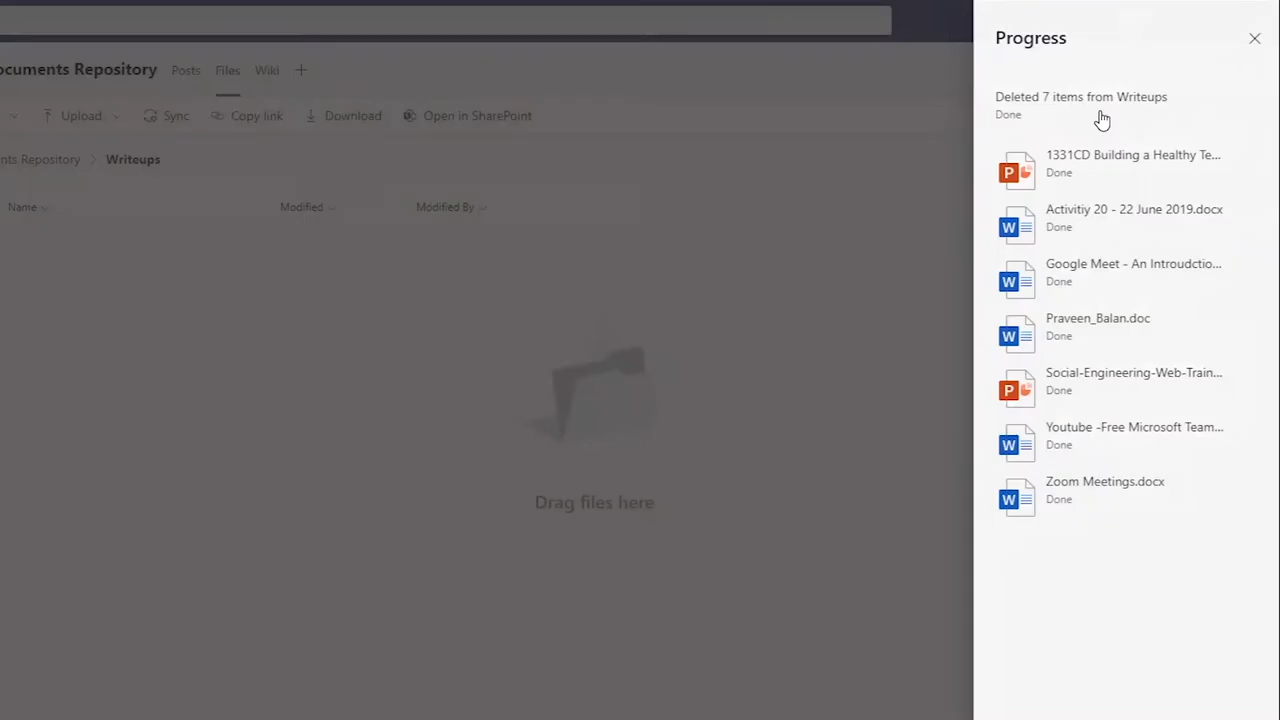 ocuments Repository Posts Files Wiki
Upload Sync Copy link Download Open in SharePoint
nts Repository > Writeups
Name Modified Modified By
Drag files here
Progress
Deleted 7 items from Writeups
Done
1331CD Building a Healthy Te...
Done
Activitiy 20 - 22 June 2019.docx
Done
Google Meet - An Introudctio...
Done
Praveen_Balan.doc
Done
Social-Engineering-Web-Train...
Done
Youtube -Free Microsoft Team...
Done
Zoom Meetings.docx
Done